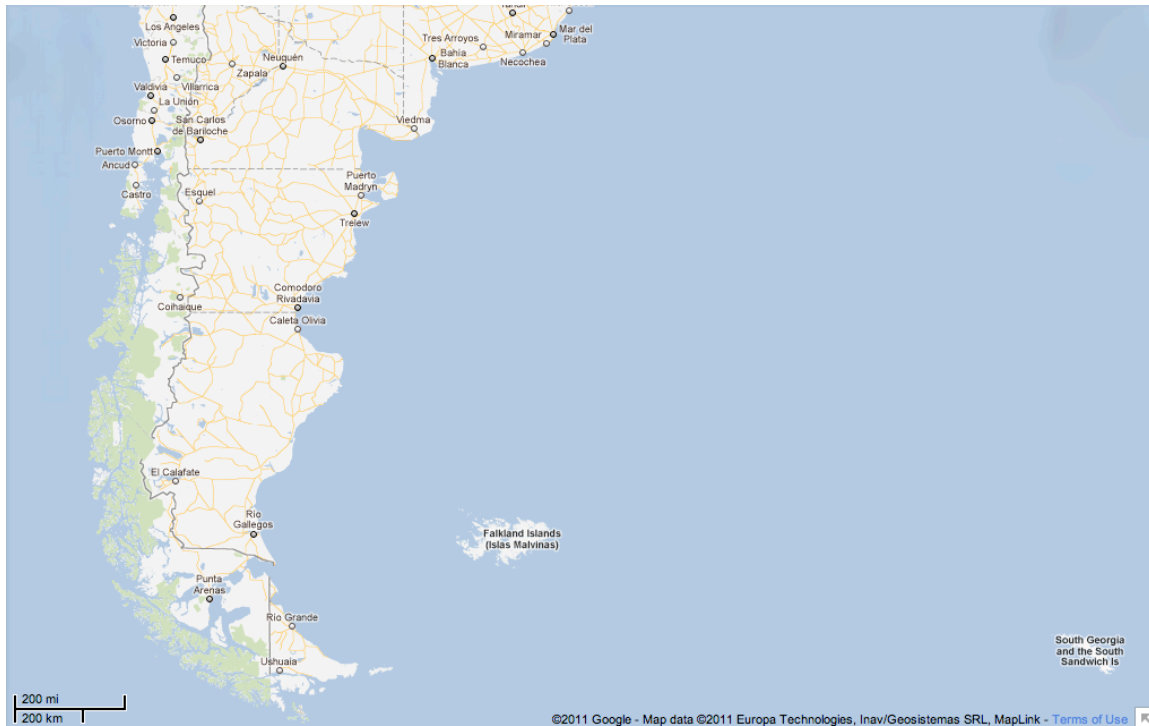 Los Angeles
Victoria
Temuco
Villarrica
Valdivia
La Unión
Osorno
San Carlos
de Bariloche
Puerto Montt
Ancud
Castro
Neuquén
Zapala
Tres Arroyos
Miramar
Mar del
Plata
Bahía
Blanca
Necochea
Viedma
Esquel
Puerto
Madryn
Trelew
Coihaique
Comodoro
Rivadavia
Caleta Olivia
El Calafate
Río
Gallegos
Falkland Islands
(Islas Malvinas)
Punta
Arenas
Río Grande
Ushuaia
South Georgia
and the South
Sandwich Is
200 mi
200 km
©2011 Google - Map data ©2011 Europa Technologies, Inav/Geosistemas SRL, MapLink - Terms of Use